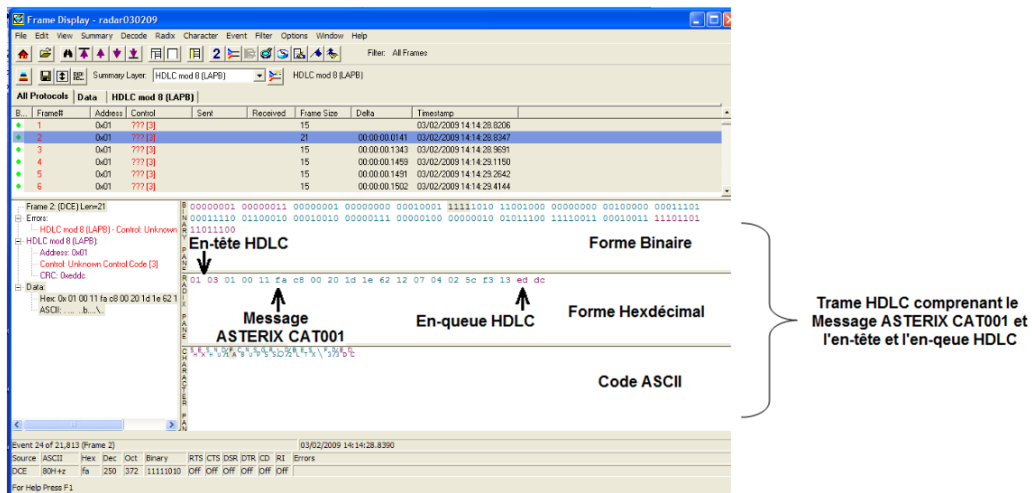 Frame Display - radar030209
File Edit View Summary Decode Radix Character Event Filter Options Window Help
Filter: All Frames
Summary Layer: HDLC mod 8 (LAPB) HDLC mod 8 (LAPB)
All Protocols Data HDLC mod 8 (LAPB)
B... Frame# Address Control Sent Received Frame Size Delta Timestamp
1 0x01 ??? [3] 15 03/02/2009 14:14:28.8206
2 0x01 ??? [3] 21 00:00:00.0141 03/02/2009 14:14:28.8347
3 0x01 ??? [3] 15 00:00:00.1343 03/02/2009 14:14:28.9691
4 0x01 ??? [3] 15 00:00:00.1459 03/02/2009 14:14:29.1150
5 0x01 ??? [3] 15 00:00:00.1491 03/02/2009 14:14:29.2642
6 0x01 ??? [3] 15 00:00:00.1502 03/02/2009 14:14:29.4144
Frame 2: (DCE) Len=21
Errors:
HDLC mod 8 (LAPB) - Control: Unknown
HDLC mod 8 (LAPB):
Address: 0x01
Control: Unknown Control Code [3]
CRC: 0xeddc
Data:
Hex: 0x 01 00 11 fa c8 00 20 1d 1e 62 1
ASCII: . ... ..b...\.
BINARY PANE
00000001 00000011 00000001 00000000 00010001 11111010 11001000 00000000 00100000 00011101
00011110 01100010 00010010 00000111 00000100 00000010 01011100 11110011 00010011 11101101
11011100
En-tête HDLC
Forme Binaire
RADIX PANE
01 03 01 00 11 fa c8 00 20 1d 1e 62 12 07 04 02 5c f3 13 ed dc
Message
ASTERIX CAT001
En-queue HDLC
Forme Hexdécimal
CHARACTER PAN
Code ASCII
Trame HDLC comprenant le
Message ASTERIX CAT001 et
l'en-tête et l'en-qeue HDLC
Event 24 of 21,813 (Frame 2) 03/02/2009 14:14:28.8390
Source ASCII Hex Dec Oct Binary RTS CTS DSR DTR CD RI Errors
DCE 80H+z fa 250 372 11111010 Off Off Off Off Off Off
For Help Press F1